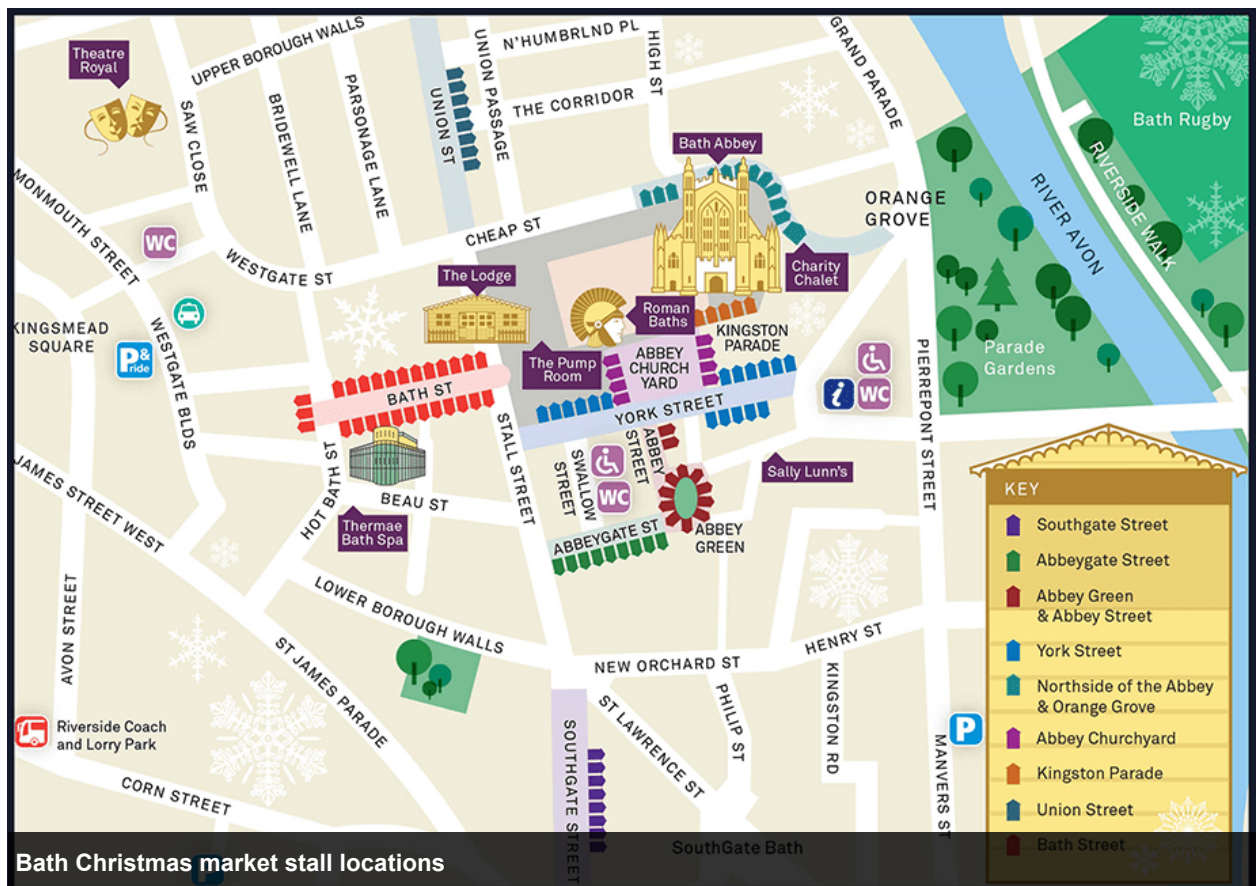 Theatre
Royal
UPPER BOROUGH WALLS
SAW CLOSE
BRIDEWELL LANE
PARSONAGE LANE
UNION ST
UNION PASSAGE
N'HUMBRLND PL
THE CORRIDOR
HIGH ST
GRAND PARADE
Bath Rugby
RIVERSIDE WALK
RIVER AVON
MONMOUTH STREET
WC
WESTGATE ST
CHEAP ST
Bath Abbey
ORANGE
GROVE
Charity
Chalet
The Lodge
Roman
Baths
KINGSTON
PARADE
The Pump
Room
ABBEY
CHURCH
YARD
KINGSMEAD
SQUARE
P&
ride
WESTGATE BLDS
BATH ST
YORK STREET
STALL STREET
i
WC
PIERREPONT STREET
Parade
Gardens
JAMES STREET WEST
HOT BATH ST
BEAU ST
Thermae
Bath Spa
SWALLOW
STREET
WC
ABBEY
STREET
Sally Lunn's
ABBEYGATE ST
ABBEY
GREEN
AVON STREET
LOWER BOROUGH WALLS
ST JAMES PARADE
NEW ORCHARD ST
HENRY ST
Riverside Coach
and Lorry Park
CORN STREET
SOUTHGATE STREET
ST LAWRENCE ST
PHILIP ST
KINGSTON RD
MANVERS ST
P
SouthGate Bath
KEY
Southgate Street
Abbeygate Street
Abbey Green
& Abbey Street
York Street
Northside of the Abbey
& Orange Grove
Abbey Churchyard
Kingston Parade
Union Street
Bath Street
P
Bath Christmas market stall locations